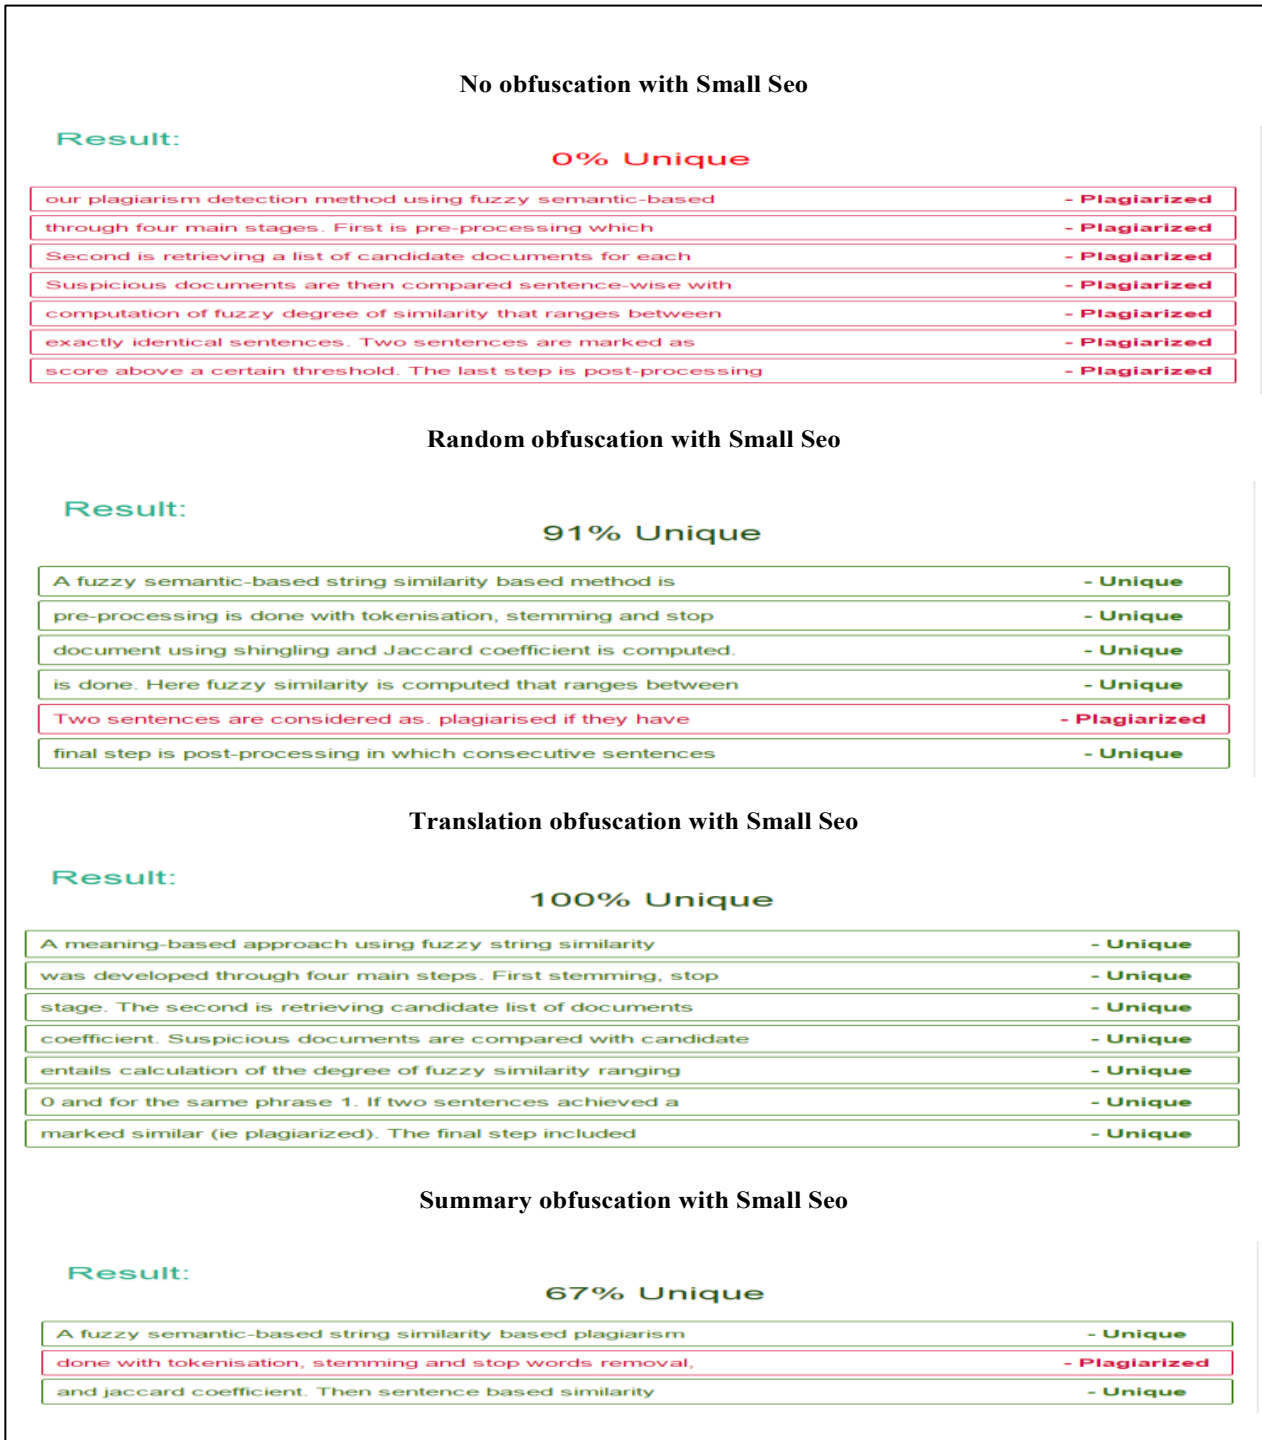 No obfuscation with Small Seo
Result:
0% Unique
our plagiarism detection method using fuzzy semantic-based - Plagiarized
through four main stages. First is pre-processing which - Plagiarized
Second is retrieving a list of candidate documents for each - Plagiarized
Suspicious documents are then compared sentence-wise with - Plagiarized
computation of fuzzy degree of similarity that ranges between - Plagiarized
exactly identical sentences. Two sentences are marked as - Plagiarized
score above a certain threshold. The last step is post-processing - Plagiarized
Random obfuscation with Small Seo
Result:
91% Unique
A fuzzy semantic-based string similarity based method is - Unique
pre-processing is done with tokenisation, stemming and stop - Unique
document using shingling and Jaccard coefficient is computed. - Unique
is done. Here fuzzy similarity is computed that ranges between - Unique
Two sentences are considered as. plagiarised if they have - Plagiarized
final step is post-processing in which consecutive sentences - Unique
Translation obfuscation with Small Seo
Result:
100% Unique
A meaning-based approach using fuzzy string similarity - Unique
was developed through four main steps. First stemming, stop - Unique
stage. The second is retrieving candidate list of documents - Unique
coefficient. Suspicious documents are compared with candidate - Unique
entails calculation of the degree of fuzzy similarity ranging - Unique
0 and for the same phrase 1. If two sentences achieved a - Unique
marked similar (ie plagiarized). The final step included - Unique
Summary obfuscation with Small Seo
Result:
67% Unique
A fuzzy semantic-based string similarity based plagiarism - Unique
done with tokenisation, stemming and stop words removal, - Plagiarized
and jaccard coefficient. Then sentence based similarity - Unique